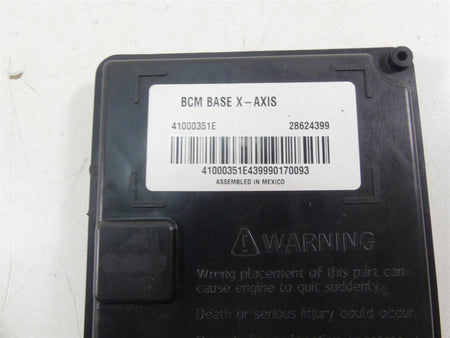 BCM BASE X-AXIS
41000351E 28624399
41000351E439990170093
ASSEMBLED IN MEXICO
WARNING
Wrong placement of this part can
cause engine to quit suddenly.
Death or serious injury could occur.